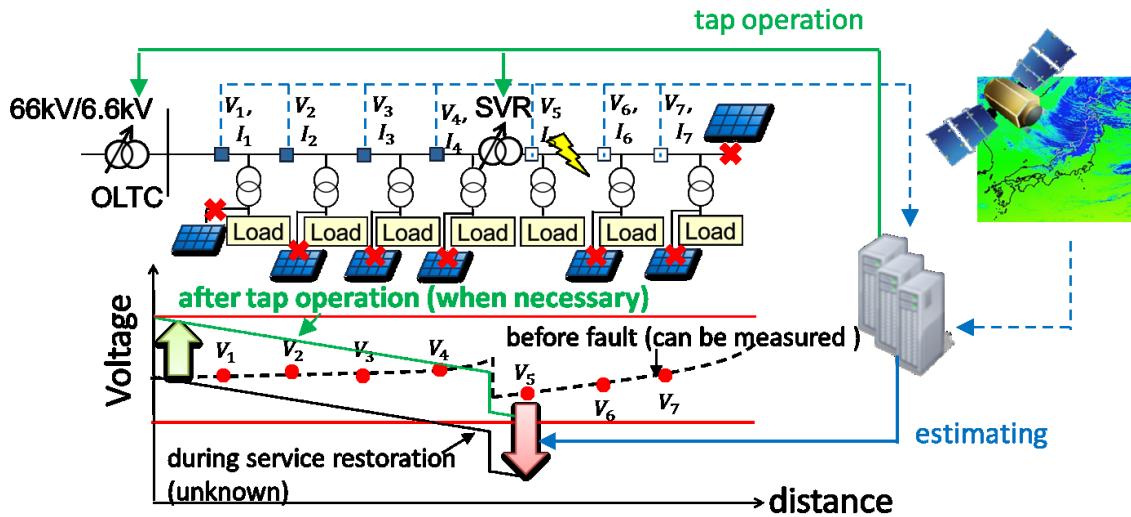 tap operation
66kV/6.6kV
OLTC
V1,
I1
V2
I2
V3
I3
V4,
I4
SVR
V5
V6,
I6
V7,
I7
Load
Load
Load
Load
Load
Load
Load
Voltage
after tap operation (when necessary)
before fault (can be measured )
V1
V2
V3
V4
V5
V6
V7
during service restoration
(unknown)
estimating
distance